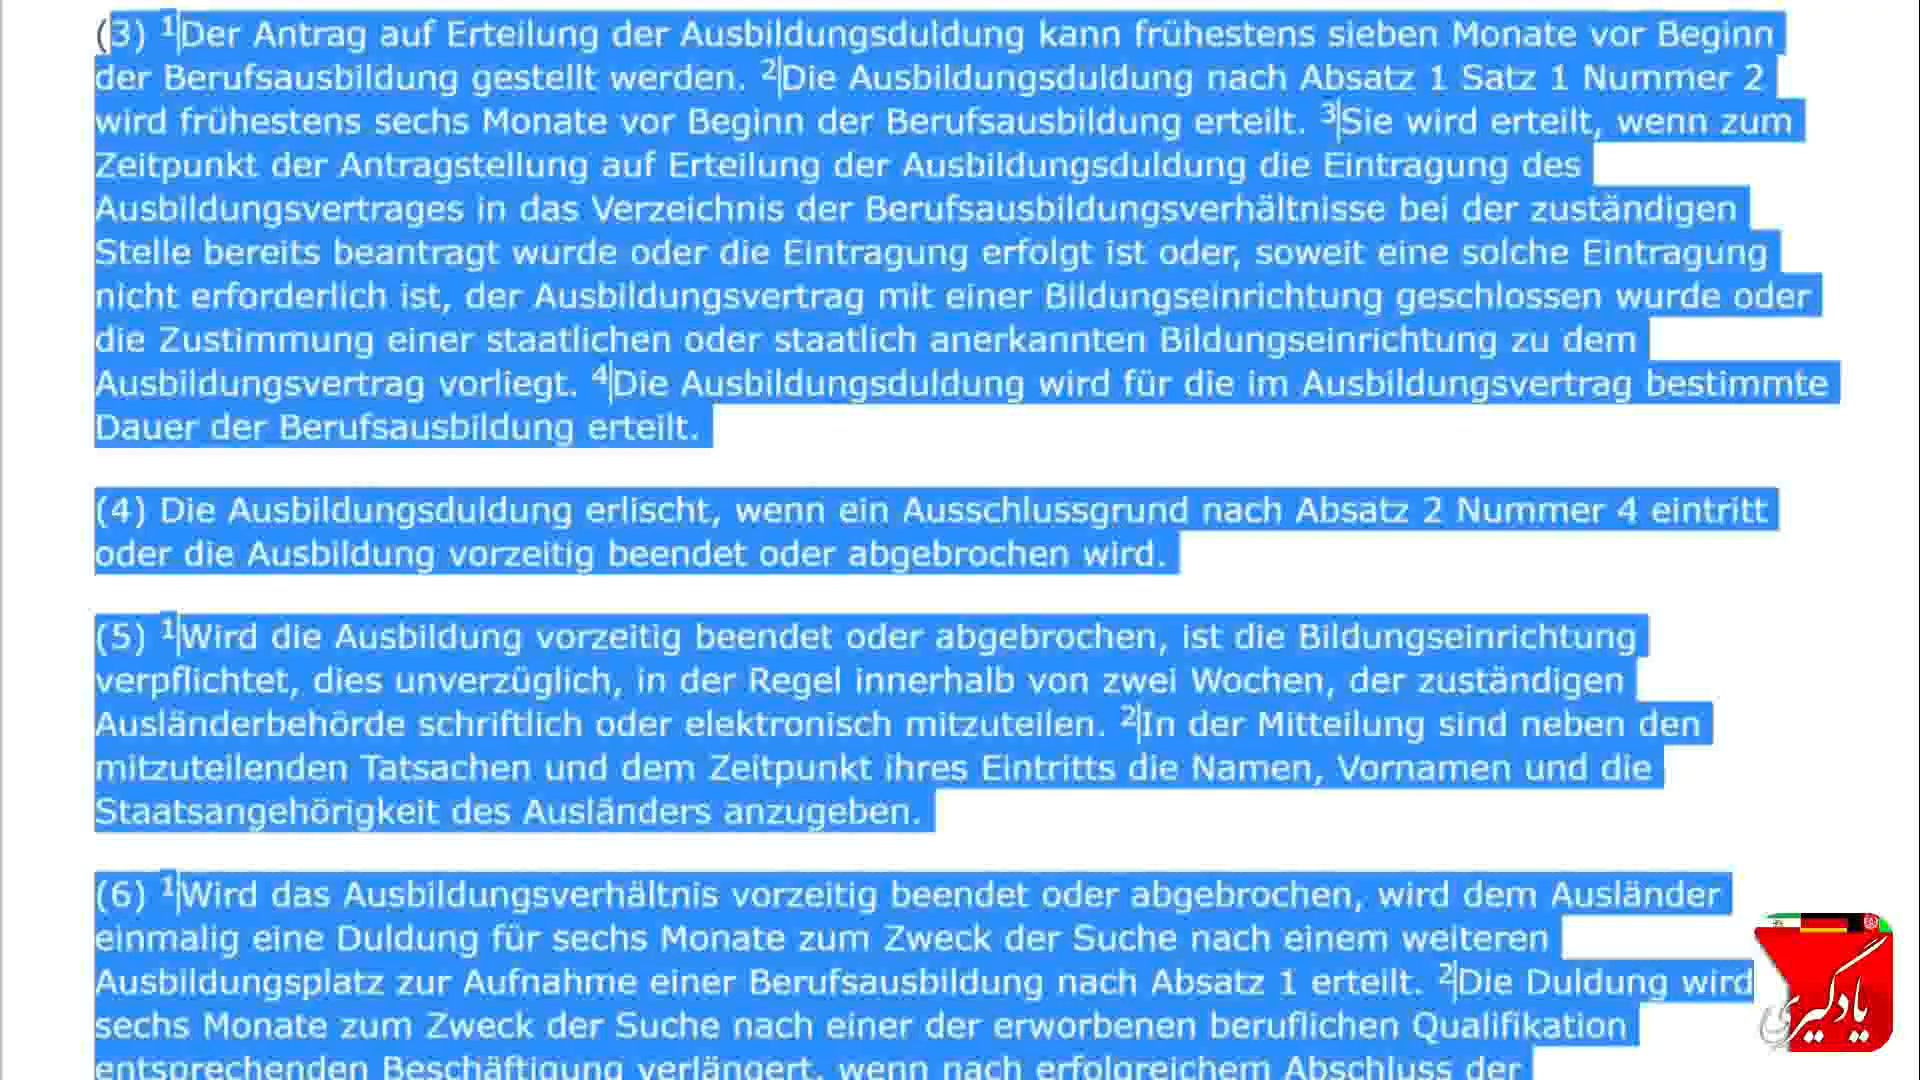 (3) 1Der Antrag auf Erteilung der Ausbildungsduldung kann frühestens sieben Monate vor Beginn
der Berufsausbildung gestellt werden. 2Die Ausbildungsduldung nach Absatz 1 Satz 1 Nummer 2
wird frühestens sechs Monate vor Beginn der Berufsausbildung erteilt. 3Sie wird erteilt, wenn zum
Zeitpunkt der Antragstellung auf Erteilung der Ausbildungsduldung die Eintragung des
Ausbildungsvertrages in das Verzeichnis der Berufsausbildungsverhältnisse bei der zuständigen
Stelle bereits beantragt wurde oder die Eintragung erfolgt ist oder, soweit eine solche Eintragung
nicht erforderlich ist, der Ausbildungsvertrag mit einer Bildungseinrichtung geschlossen wurde oder
die Zustimmung einer staatlichen oder staatlich anerkannten Bildungseinrichtung zu dem
Ausbildungsvertrag vorliegt. 4Die Ausbildungsduldung wird für die im Ausbildungsvertrag bestimmte
Dauer der Berufsausbildung erteilt.
(4) Die Ausbildungsduldung erlischt, wenn ein Ausschlussgrund nach Absatz 2 Nummer 4 eintritt
oder die Ausbildung vorzeitig beendet oder abgebrochen wird.
(5) 1Wird die Ausbildung vorzeitig beendet oder abgebrochen, ist die Bildungseinrichtung
verpflichtet, dies unverzüglich, in der Regel innerhalb von zwei Wochen, der zuständigen
Ausländerbehörde schriftlich oder elektronisch mitzuteilen. 2In der Mitteilung sind neben den
mitzuteilenden Tatsachen und dem Zeitpunkt ihres Eintritts die Namen, Vornamen und die
Staatsangehörigkeit des Ausländers anzugeben.
(6) 1Wird das Ausbildungsverhältnis vorzeitig beendet oder abgebrochen, wird dem Ausländer
einmalig eine Duldung für sechs Monate zum Zweck der Suche nach einem weiteren
Ausbildungsplatz zur Aufnahme einer Berufsausbildung nach Absatz 1 erteilt. 2Die Duldung wird
sechs Monate zum Zweck der Suche nach einer der erworbenen beruflichen Qualifikation
entsprechenden Beschäftigung verlängert, wenn nach erfolgreichem Abschluss der
یادگیری